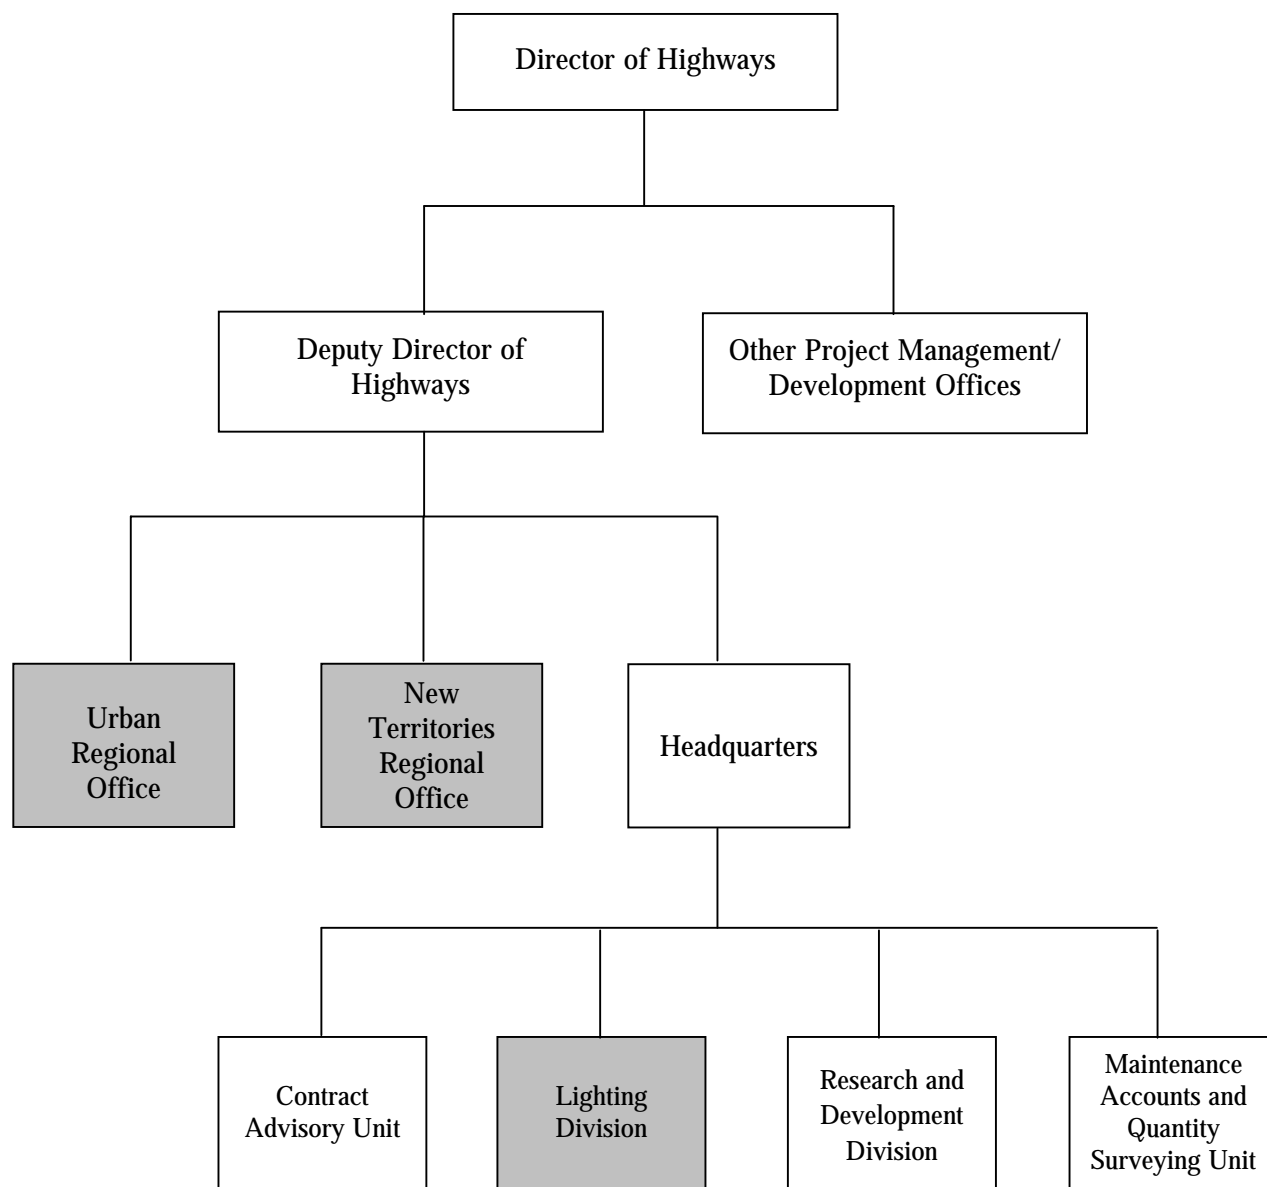 Director of Highways
Deputy Director of
Highways
Other Project Management/
Development Offices
Urban
Regional
Office
New
Territories
Regional
Office
Headquarters
Contract
Advisory Unit
Lighting
Division
Research and
Development
Division
Maintenance
Accounts and
Quantity
Surveying Unit